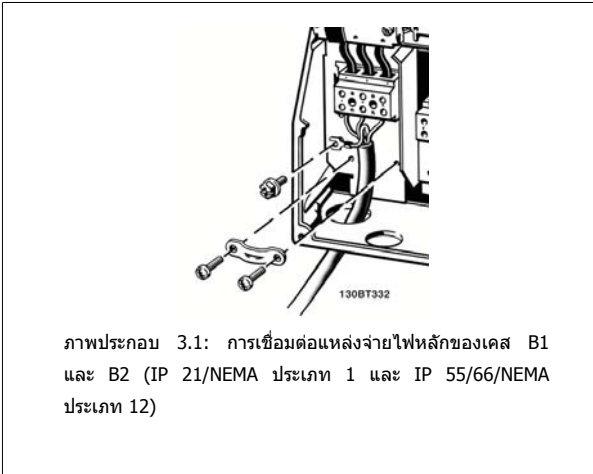 130BT332
ภาพประกอบ 3.1: การเชื่อมต่อแหล่งจ่ายไฟหลักของเคส B1
และ B2 (IP 21/NEMA ประเภท 1 และ IP 55/66/NEMA
ประเภท 12)